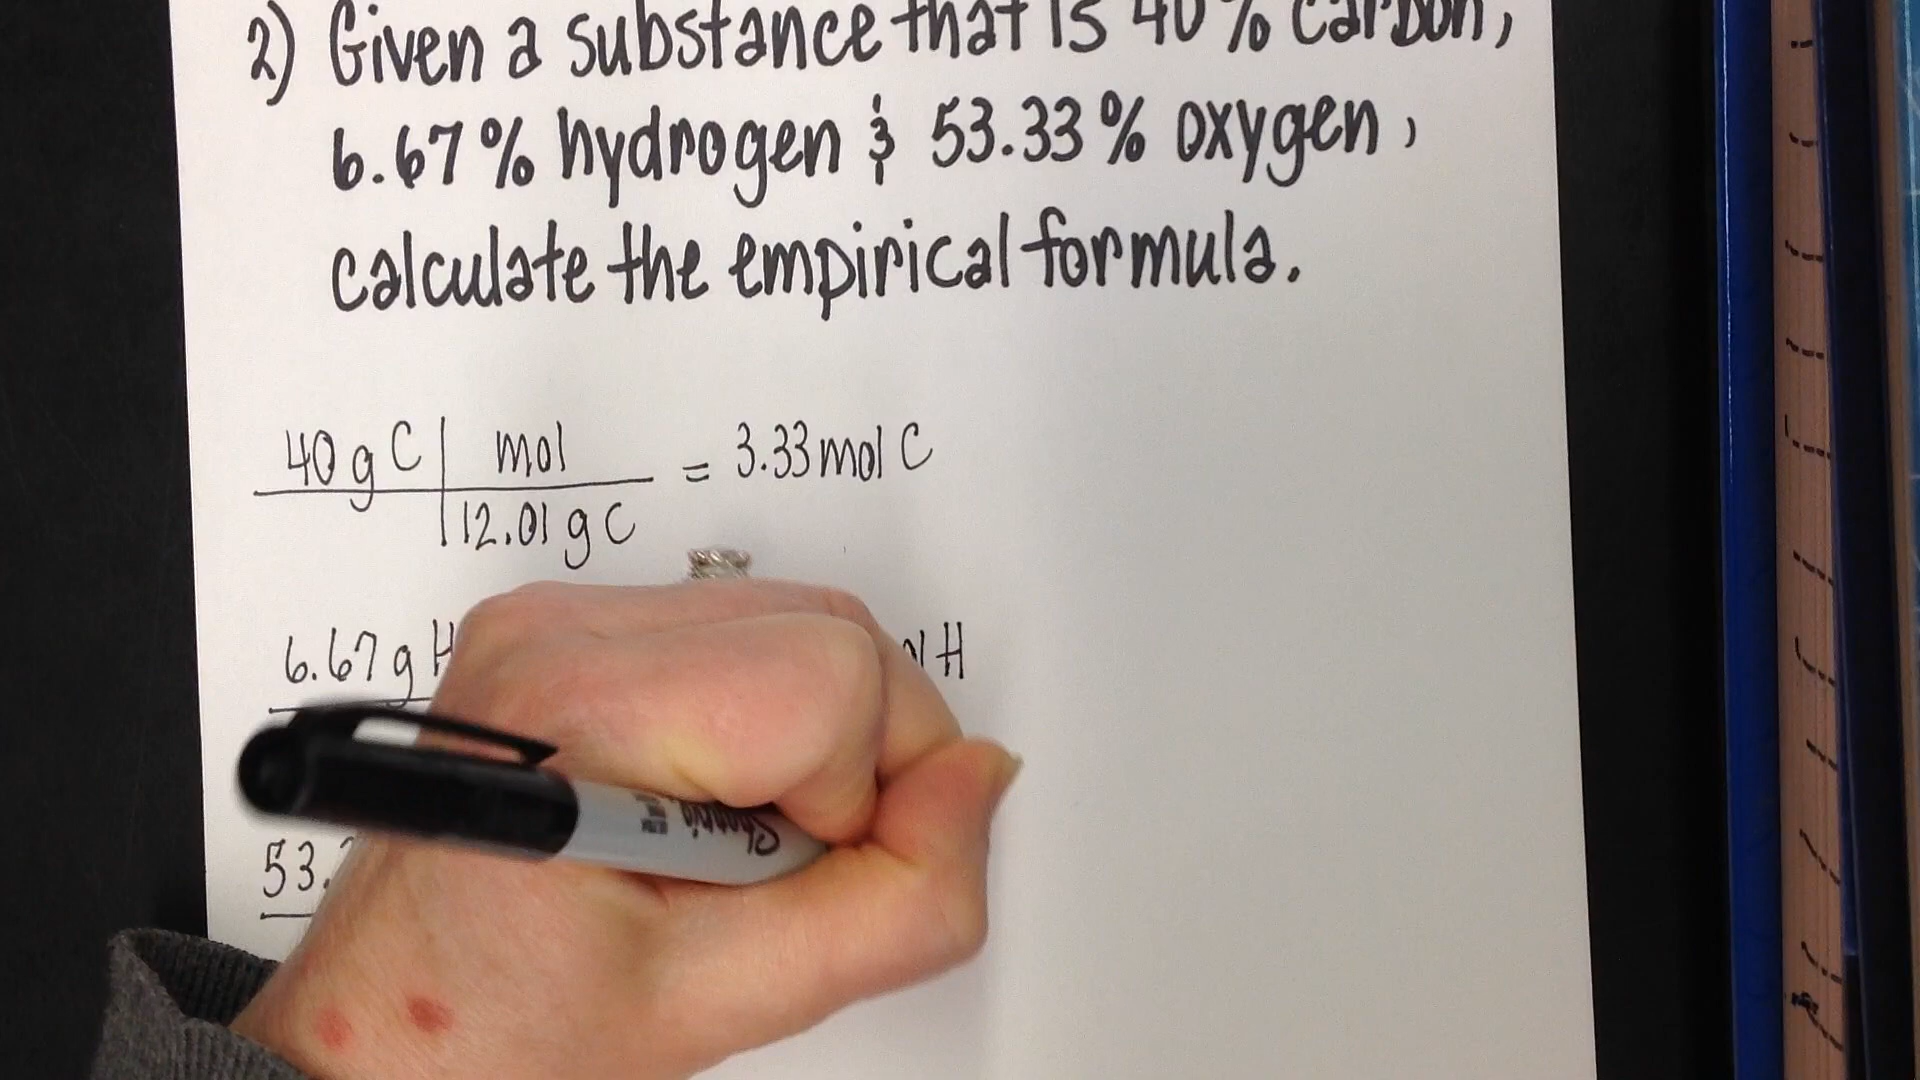 2) Given a substance that is 40% carbon,
6.67% hydrogen & 53.33% oxygen,
calculate the empirical formula.
40 g C | mol = 3.33 mol C
12.01 g C
6.67 g H H
Sharpie
53.